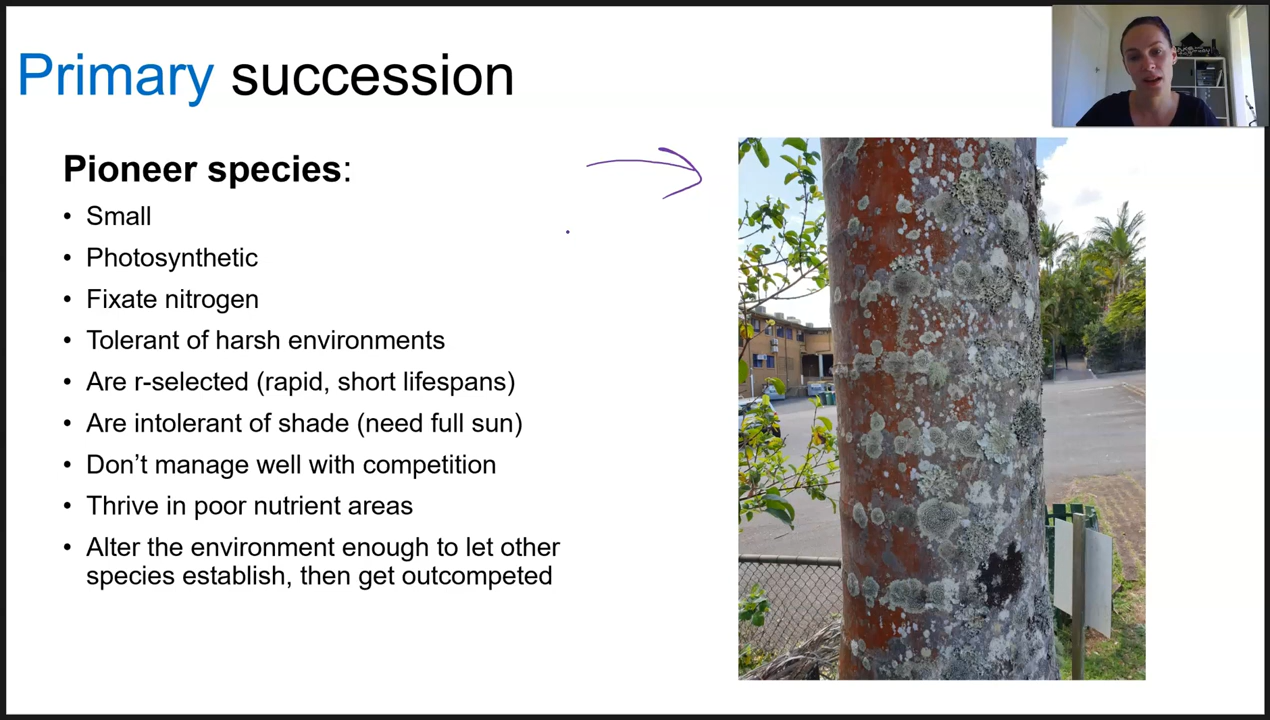 Primary succession
Pioneer species:
• Small
• Photosynthetic
• Fixate nitrogen
• Tolerant of harsh environments
• Are r-selected (rapid, short lifespans)
• Are intolerant of shade (need full sun)
• Don’t manage well with competition
• Thrive in poor nutrient areas
• Alter the environment enough to let other
species establish, then get outcompeted